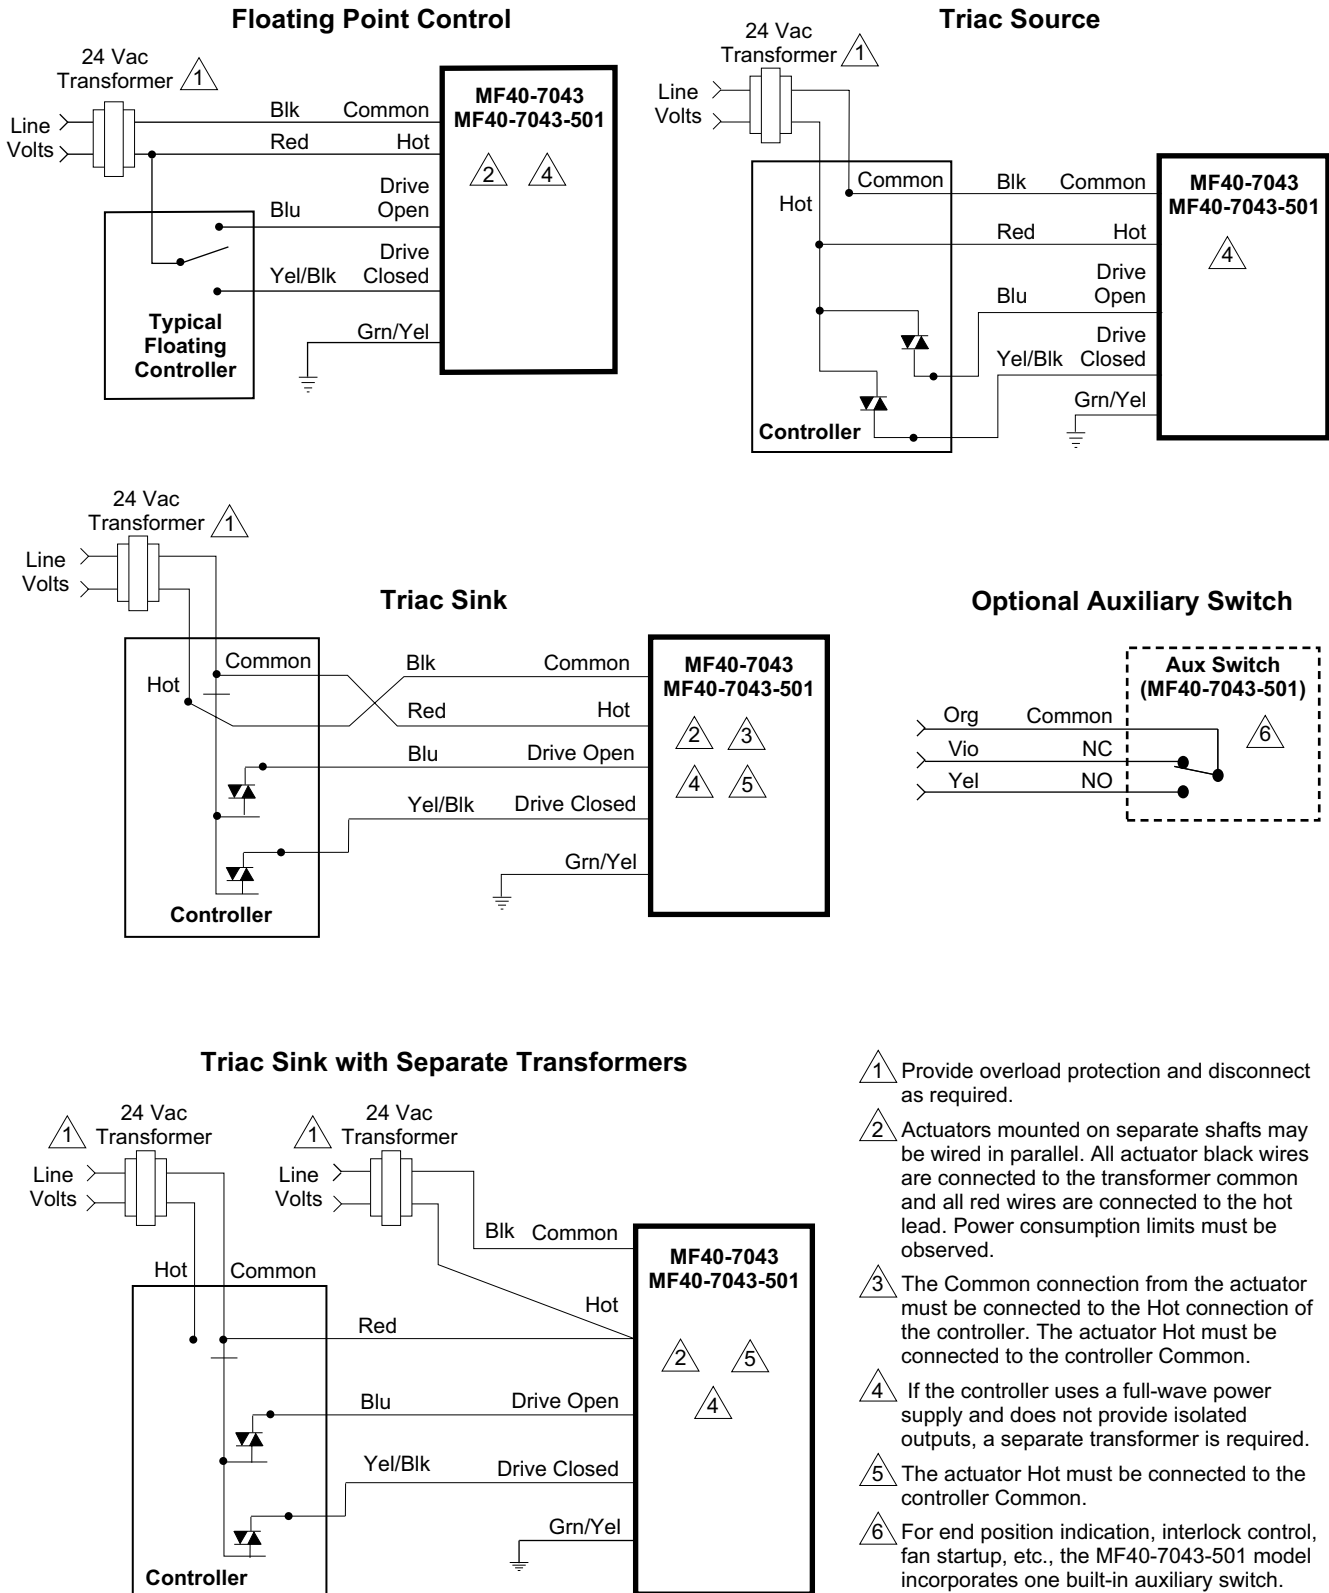 Floating Point Control
24 Vac
Transformer 1
Line
Volts
Blk Common
Red Hot
Drive
Blu Open
Drive
Yel/Blk Closed
Grn/Yel
Typical
Floating
Controller
MF40-7043
MF40-7043-501
2 4
Triac Source
24 Vac
Transformer 1
Line
Volts
Common
Hot
Blk Common
Red Hot
Drive
Blu Open
Drive
Yel/Blk Closed
Grn/Yel
Controller
MF40-7043
MF40-7043-501
4
24 Vac
Transformer 1
Line
Volts
Triac Sink
Common
Hot
Blk Common
Red Hot
Blu Drive Open
Yel/Blk Drive Closed
Grn/Yel
Controller
MF40-7043
MF40-7043-501
2 3
4 5
Optional Auxiliary Switch
Aux Switch
(MF40-7043-501)
6
Org Common
Vio NC
Yel NO
Triac Sink with Separate Transformers
24 Vac
1 Transformer
Line
Volts
24 Vac
1 Transformer
Line
Volts
Blk Common
Hot Common
Hot
Red
Blu Drive Open
Yel/Blk Drive Closed
Grn/Yel
Controller
MF40-7043
MF40-7043-501
2 5
4
1 Provide overload protection and disconnect
as required.
2 Actuators mounted on separate shafts may
be wired in parallel. All actuator black wires
are connected to the transformer common
and all red wires are connected to the hot
lead. Power consumption limits must be
observed.
3 The Common connection from the actuator
must be connected to the Hot connection of
the controller. The actuator Hot must be
connected to the controller Common.
4 If the controller uses a full-wave power
supply and does not provide isolated
outputs, a separate transformer is required.
5 The actuator Hot must be connected to the
controller Common.
6 For end position indication, interlock control,
fan startup, etc., the MF40-7043-501 model
incorporates one built-in auxiliary switch.